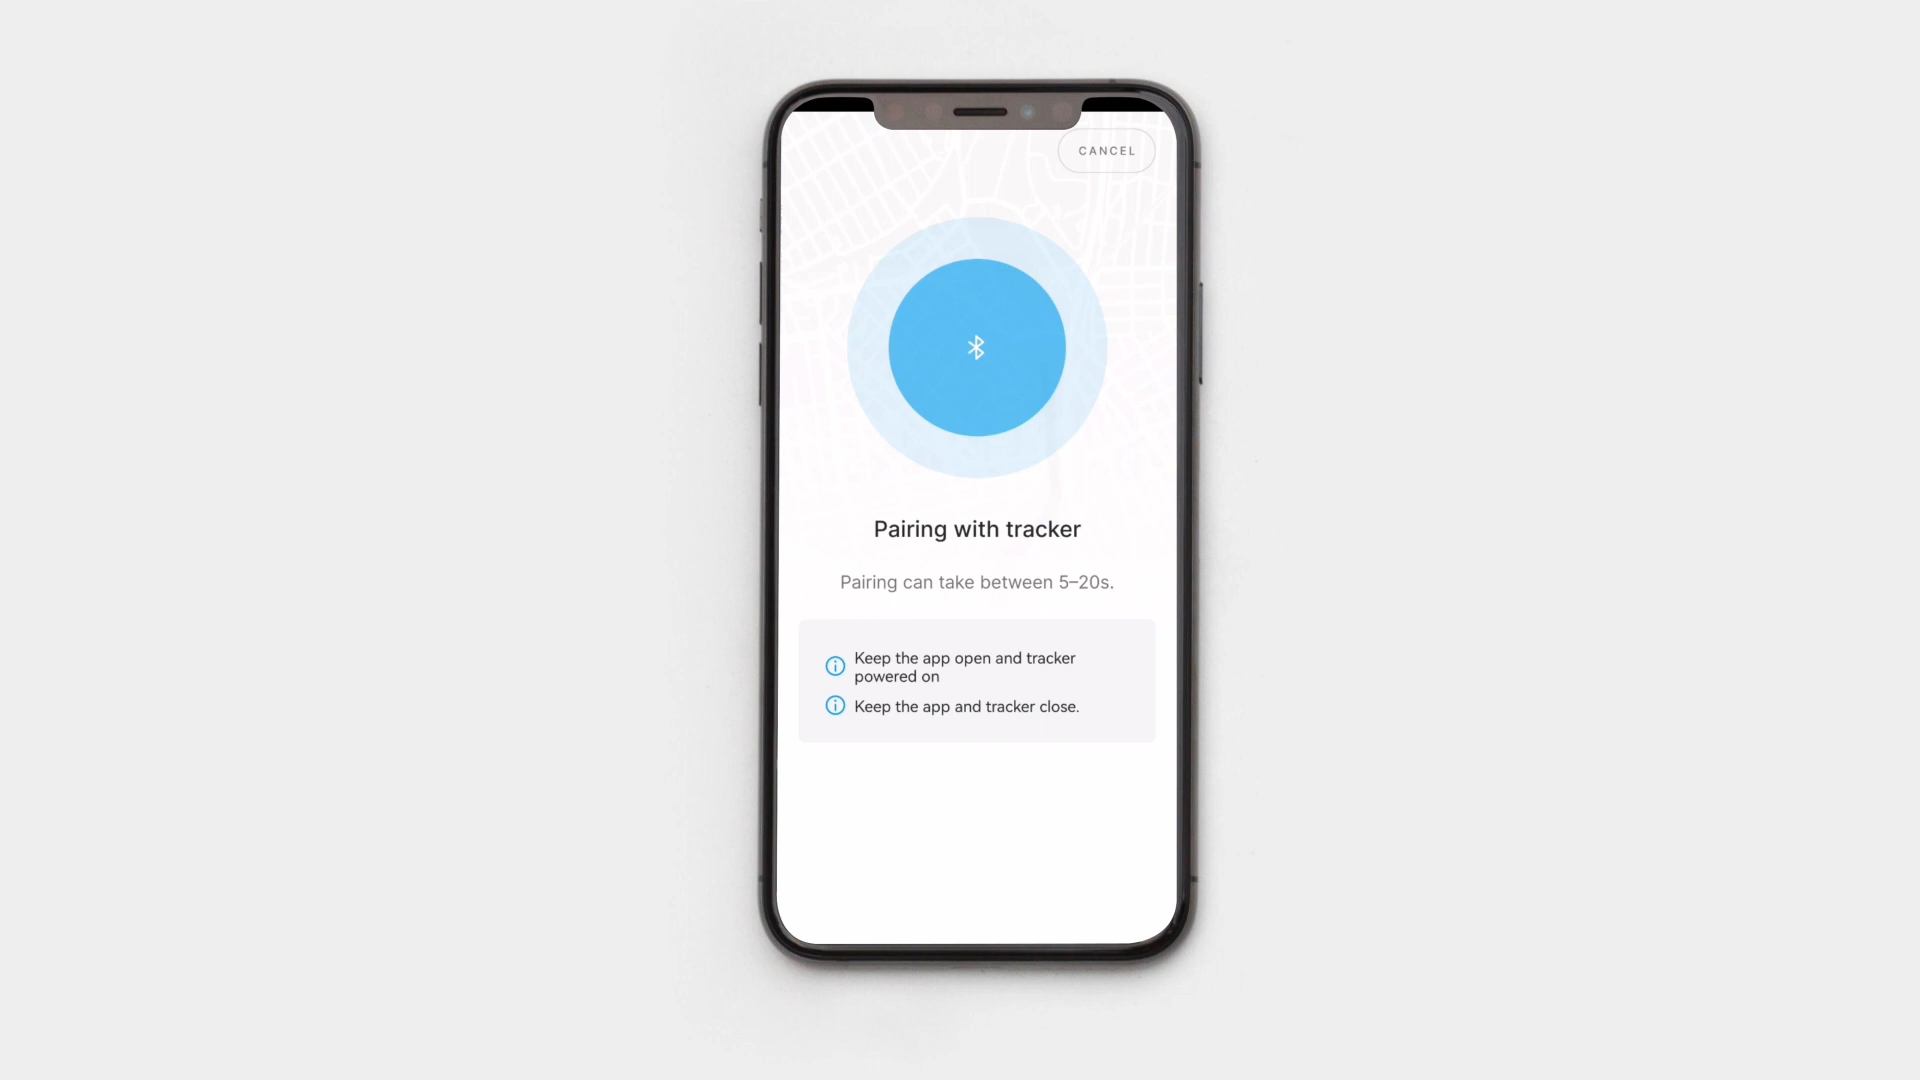 CANCEL
Pairing with tracker
Pairing can take between 5–20s.
Keep the app open and tracker
powered on
Keep the app and tracker close.